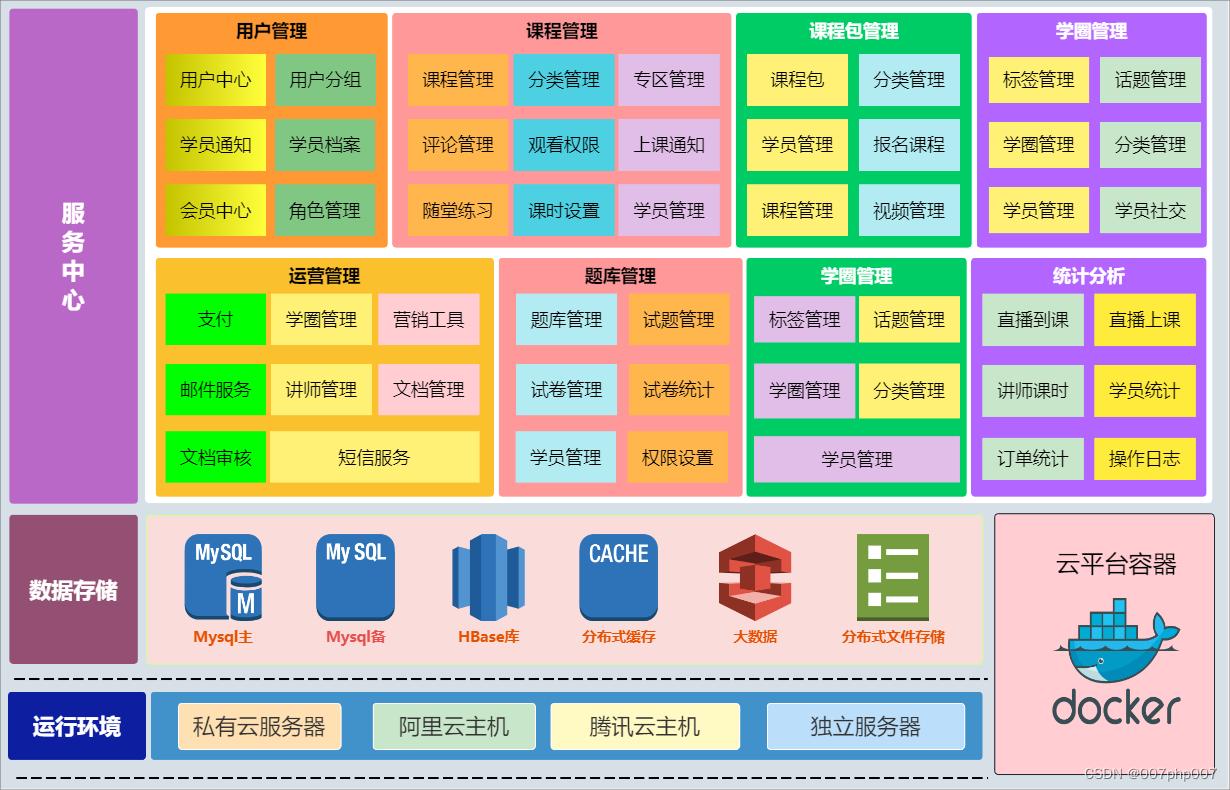 服务中心
用户管理
用户中心 用户分组
学员通知 学员档案
会员中心 角色管理
课程管理
课程管理 分类管理 专区管理
评论管理 观看权限 上课通知
随堂练习 课时设置 学员管理
课程包管理
课程包 分类管理
学员管理 报名课程
课程管理 视频管理
学圈管理
标签管理 话题管理
学圈管理 分类管理
学员管理 学员社交
运营管理
支付 学圈管理 营销工具
邮件服务 讲师管理 文档管理
文档审核 短信服务
题库管理
题库管理 试题管理
试卷管理 试卷统计
学员管理 权限设置
学圈管理
标签管理 话题管理
学圈管理 分类管理
学员管理
统计分析
直播到课 直播上课
讲师课时 学员统计
订单统计 操作日志
数据存储
MySQL M My SQL CACHE
Mysql主 Mysql备 HBase库 分布式缓存 大数据 分布式文件存储
云平台容器
docker
运行环境
私有云服务器 阿里云主机 腾讯云主机 独立服务器
CSDN @007php007